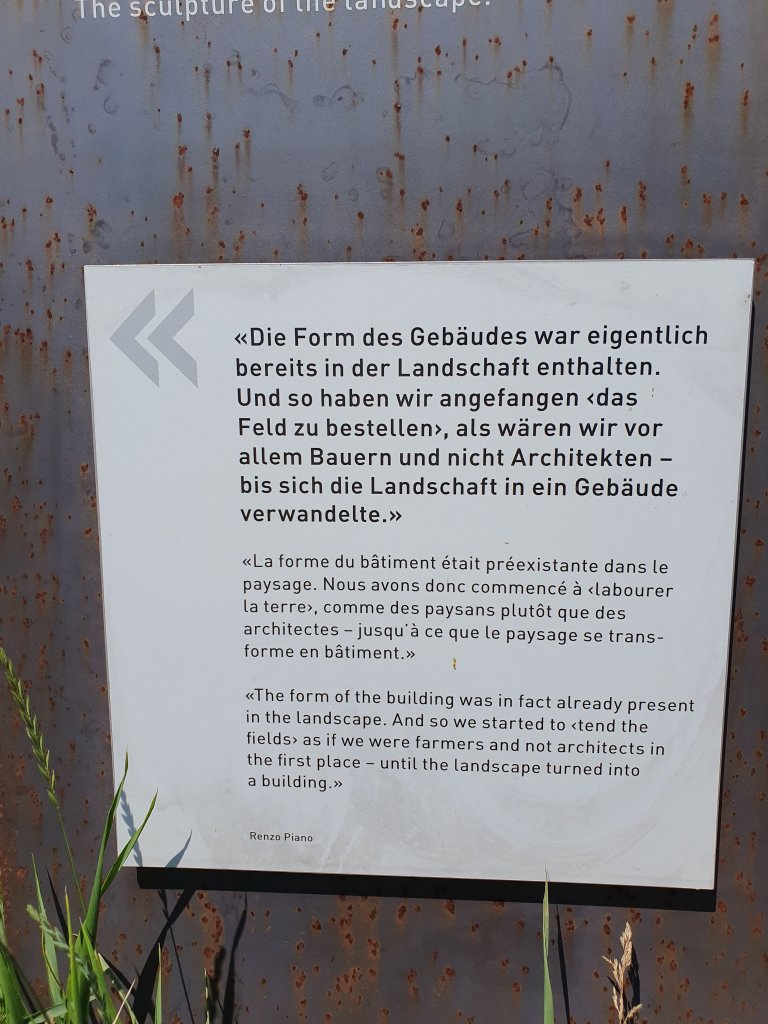 The sculpture of the landscape.
«Die Form des Gebäudes war eigentlich
bereits in der Landschaft enthalten.
Und so haben wir angefangen ‹das
Feld zu bestellen›, als wären wir vor
allem Bauern und nicht Architekten –
bis sich die Landschaft in ein Gebäude
verwandelte.»
«La forme du bâtiment était préexistante dans le
paysage. Nous avons donc commencé à ‹labourer
la terre›, comme des paysans plutôt que des
architectes – jusqu'à ce que le paysage se trans-
forme en bâtiment.»
«The form of the building was in fact already present
in the landscape. And so we started to ‹tend the
fields› as if we were farmers and not architects in
the first place – until the landscape turned into
a building.»
Renzo Piano